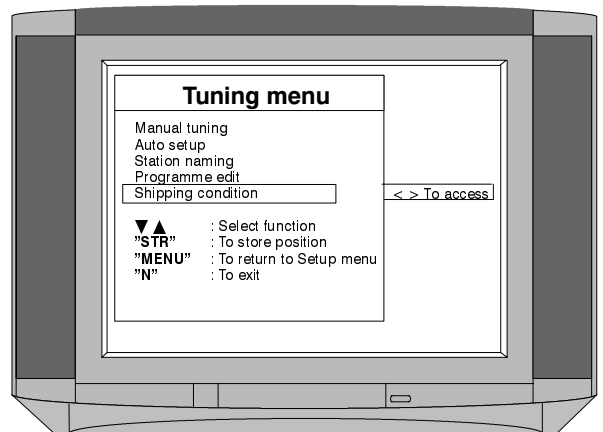 Tuning menu
Manual tuning
Auto setup
Station naming
Programme edit
Shipping condition
< > To access
▼ ▲ : Select function
”STR” : To store position
”MENU” : To return to Setup menu
”N” : To exit